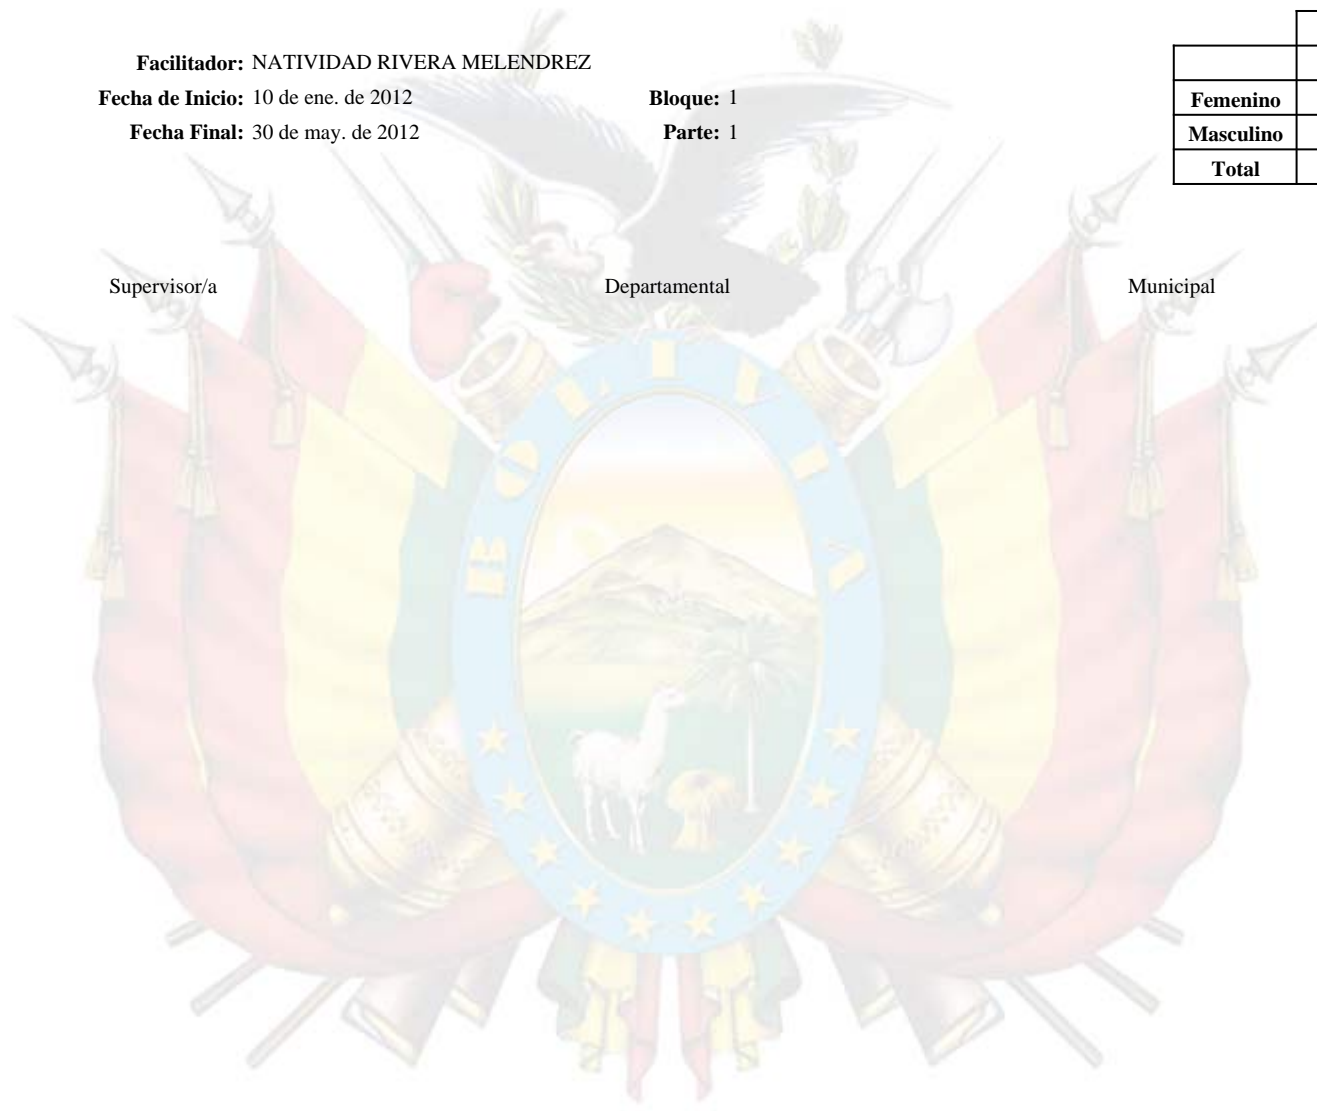 Facilitador: NATIVIDAD RIVERA MELENDREZ
Fecha de Inicio: 10 de ene. de 2012 Bloque: 1
Fecha Final: 30 de may. de 2012 Parte: 1
Femenino
Masculino
Total
Supervisor/a Departamental Municipal
BOLIVIA